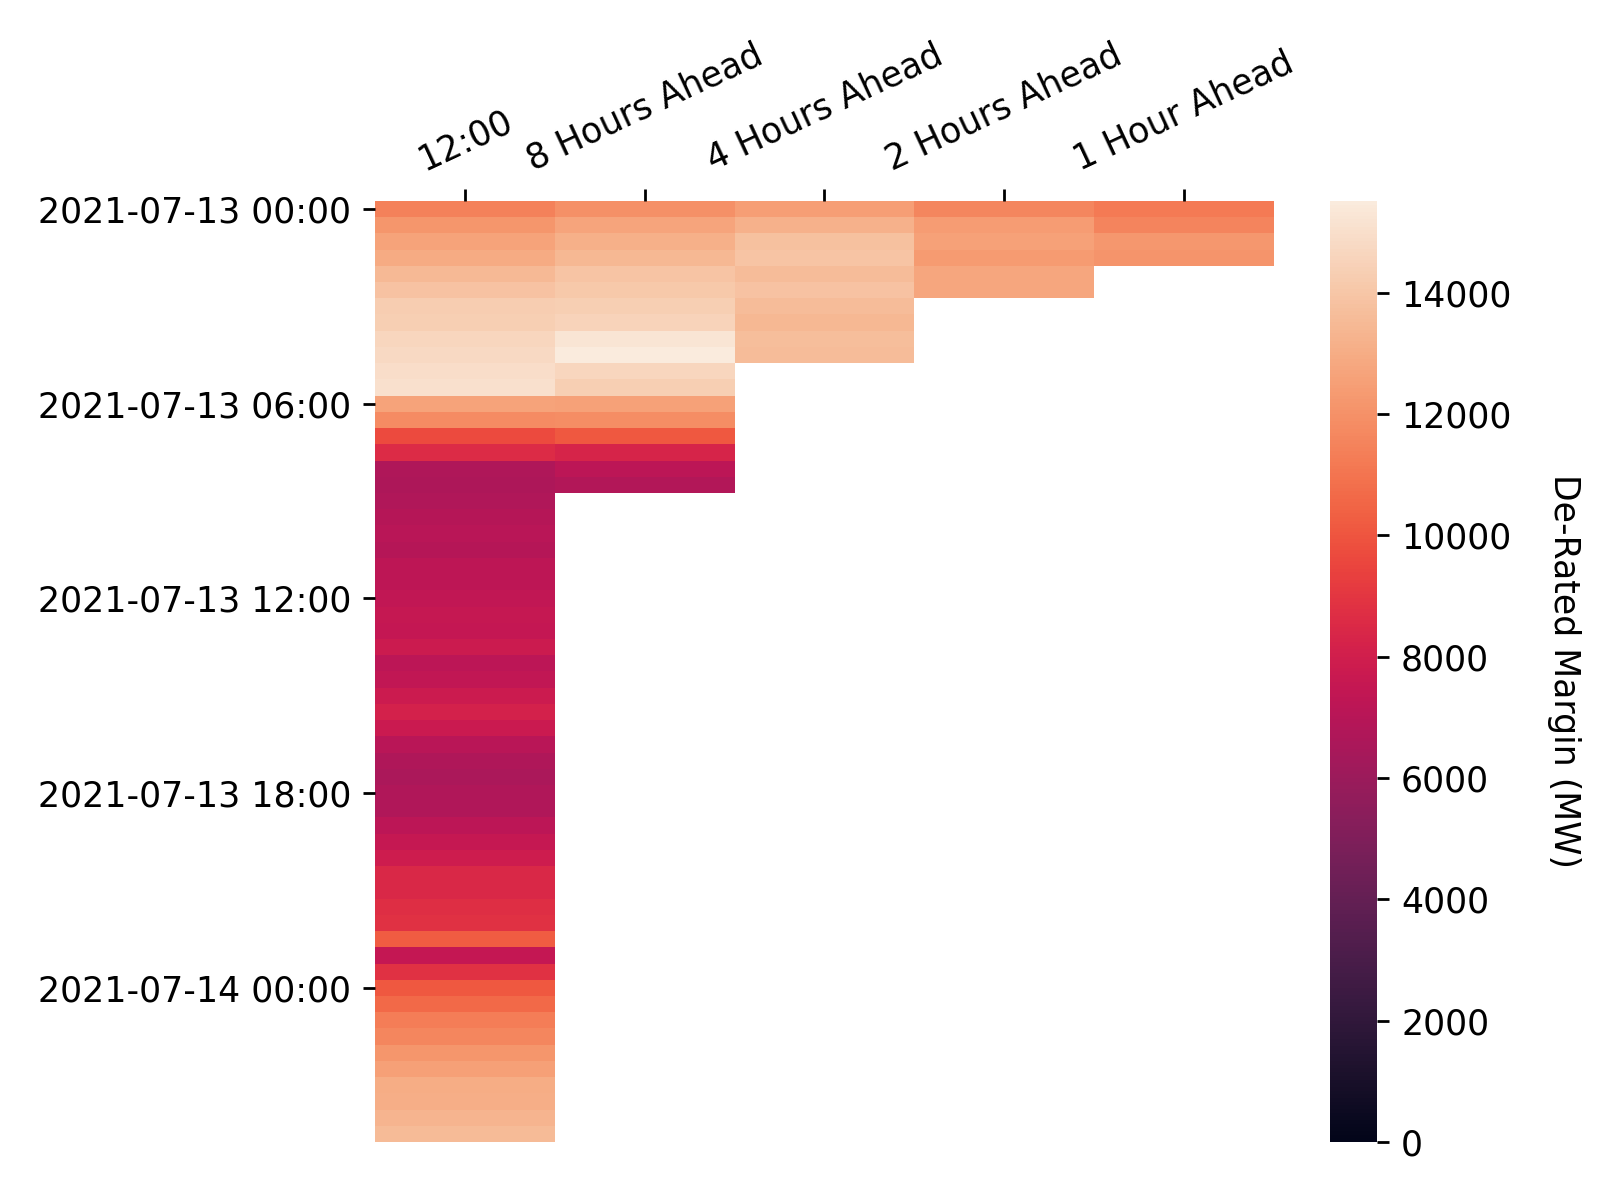 12:00
8 Hours Ahead
4 Hours Ahead
2 Hours Ahead
1 Hour Ahead
2021-07-13 00:00
2021-07-13 06:00
2021-07-13 12:00
2021-07-13 18:00
2021-07-14 00:00
14000
12000
10000
8000
6000
4000
2000
0
De-Rated Margin (MW)